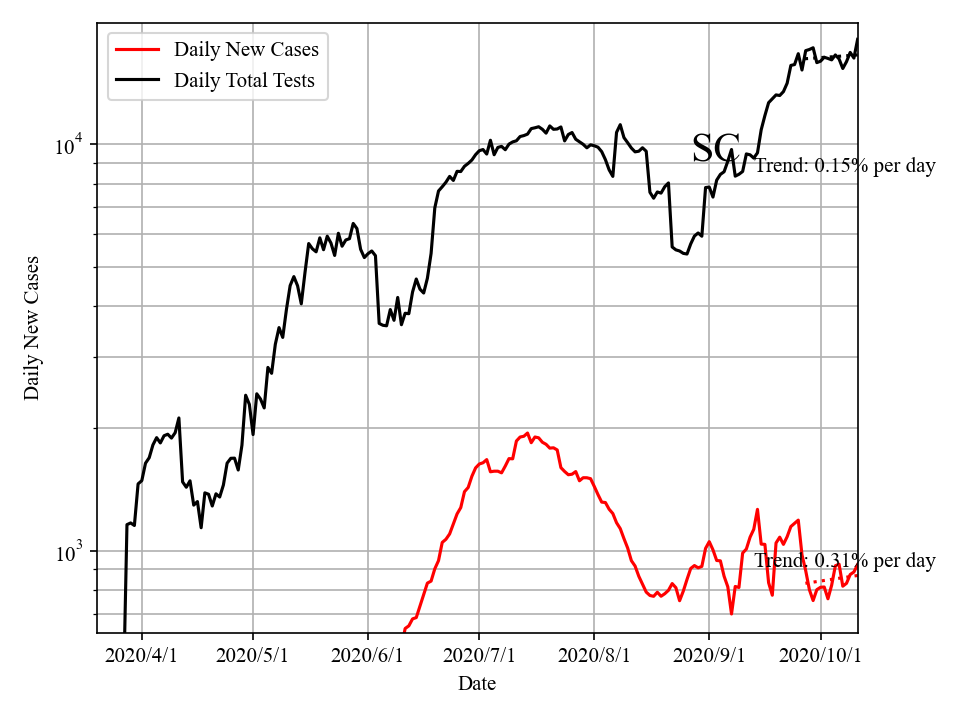 Daily New Cases
Daily Total Tests
SC
Trend: 0.15% per day
Trend: 0.31% per day
10^4
10^3
Daily New Cases
2020/4/1 2020/5/1 2020/6/1 2020/7/1 2020/8/1 2020/9/1 2020/10/1
Date